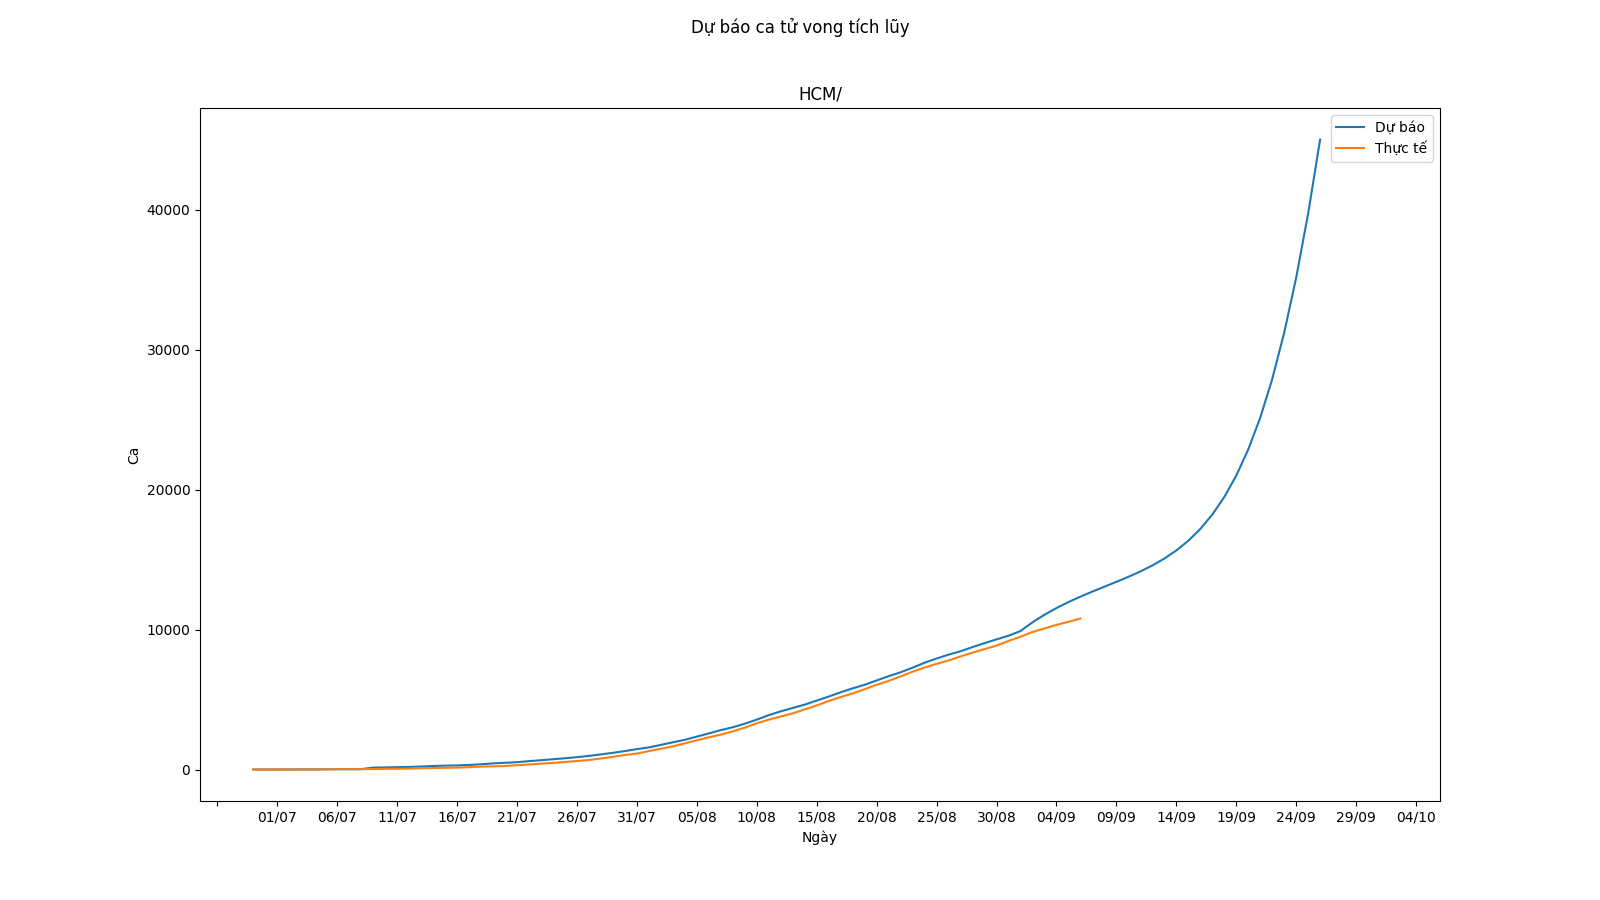 Dự báo ca tử vong tích lũy
HCM/
Dự báo
Thực tế
40000
30000
20000
10000
0
Ca
01/07 06/07 11/07 16/07 21/07 26/07 31/07 05/08 10/08 15/08 20/08 25/08 30/08 04/09 09/09 14/09 19/09 24/09 29/09 04/10
Ngày